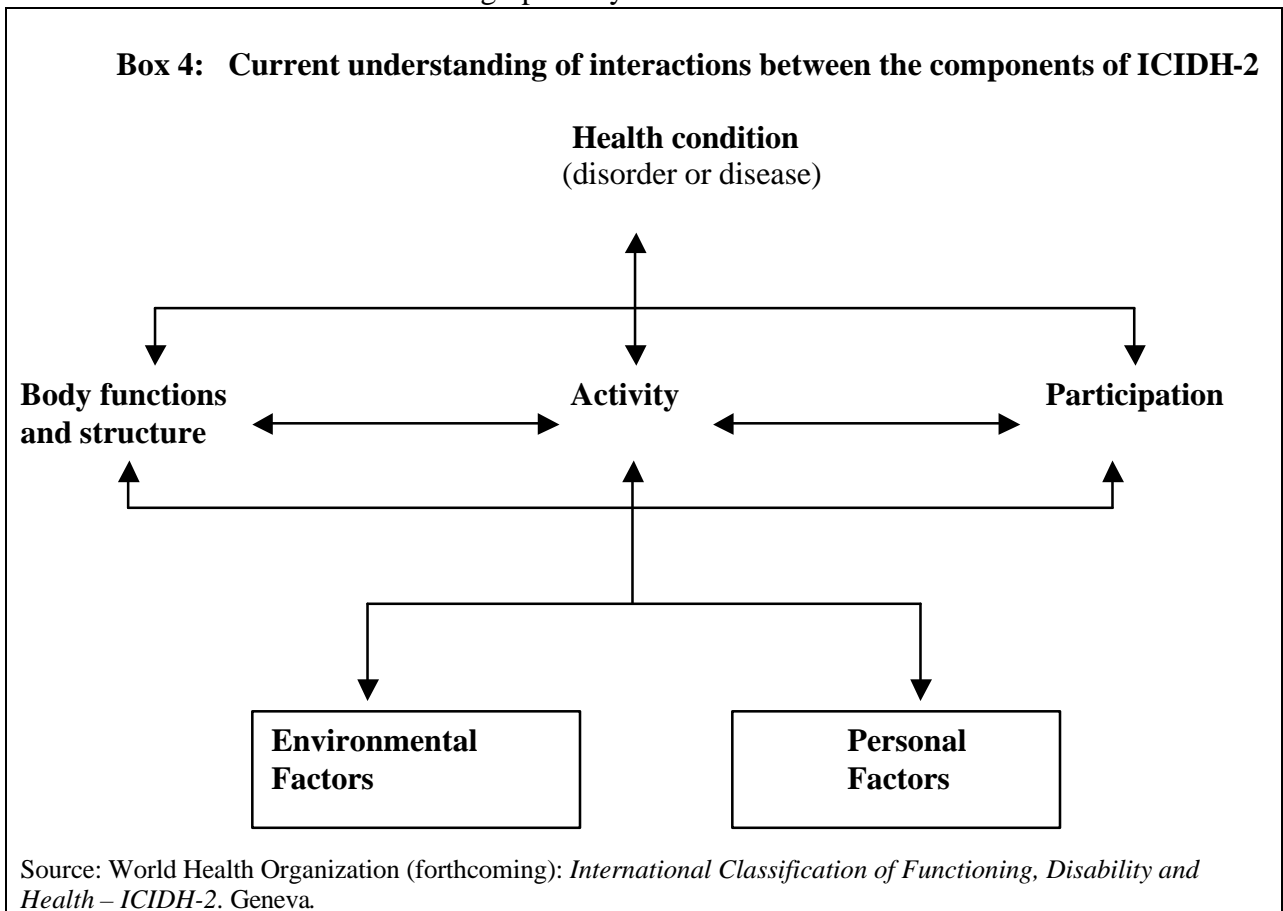 Box 4: Current understanding of interactions between the components of ICIDH-2
Health condition
(disorder or disease)
Body functions
and structure
Activity
Participation
Environmental
Factors
Personal
Factors
Source: World Health Organization (forthcoming): International Classification of Functioning, Disability and
Health – ICIDH-2. Geneva.